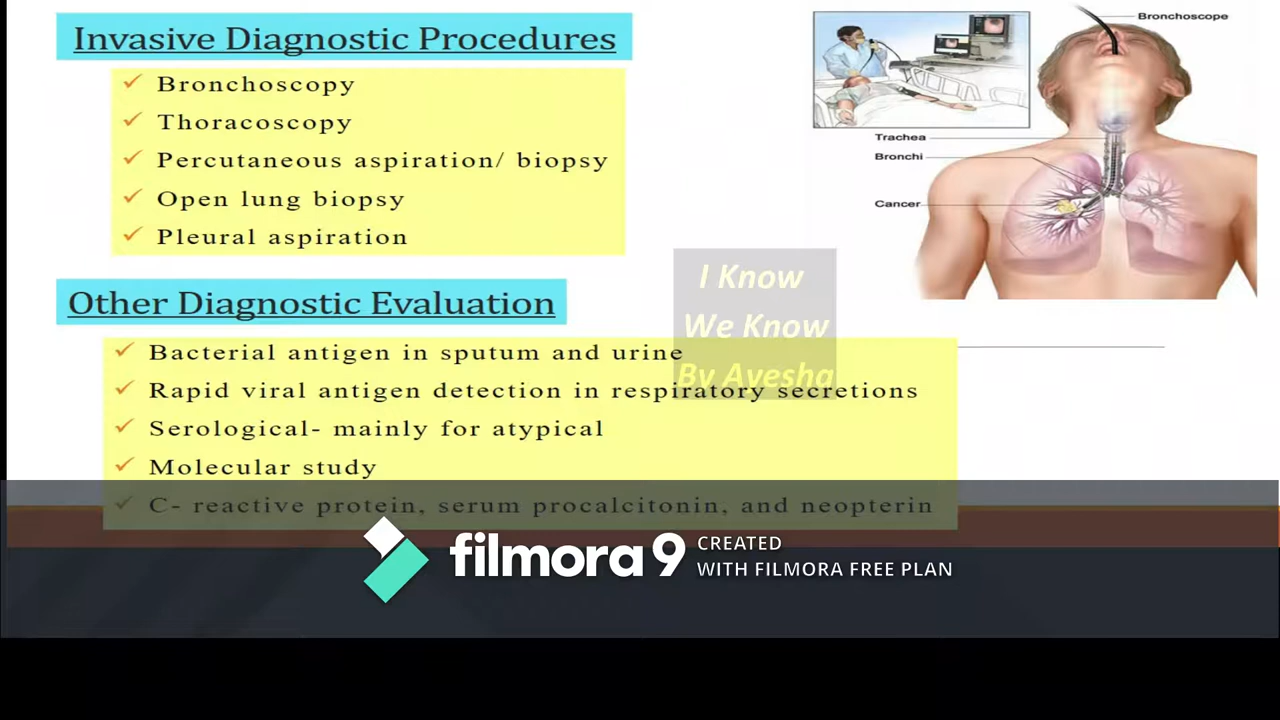 Invasive Diagnostic Procedures
✓ Bronchoscopy
✓ Thoracoscopy
✓ Percutaneous aspiration/ biopsy
✓ Open lung biopsy
✓ Pleural aspiration
Bronchoscope
Trachea
Bronchi
Cancer
I Know
We Know
By Ayesha
Other Diagnostic Evaluation
✓ Bacterial antigen in sputum and urine
✓ Rapid viral antigen detection in respiratory secretions
✓ Serological- mainly for atypical
✓ Molecular study
✓ C- reactive protein, serum procalcitonin, and neopterin
filmora 9
CREATED
WITH FILMORA FREE PLAN